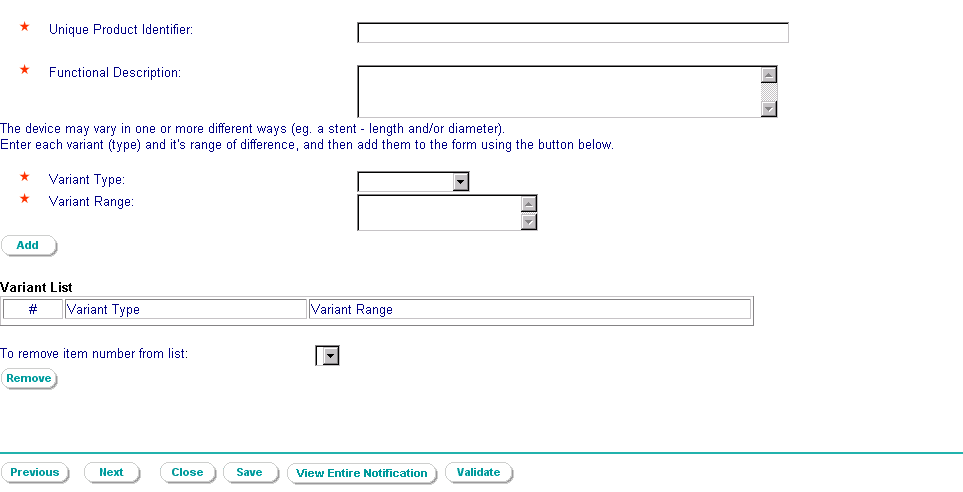 Unique Product Identifier:
Functional Description:
The device may vary in one or more different ways (eg. a stent - length and/or diameter).
Enter each variant (type) and it's range of difference, and then add them to the form using the button below.
Variant Type:
Variant Range:
Add
Variant List
# Variant Type Variant Range
To remove item number from list:
Remove
Previous Next Close Save View Entire Notification Validate